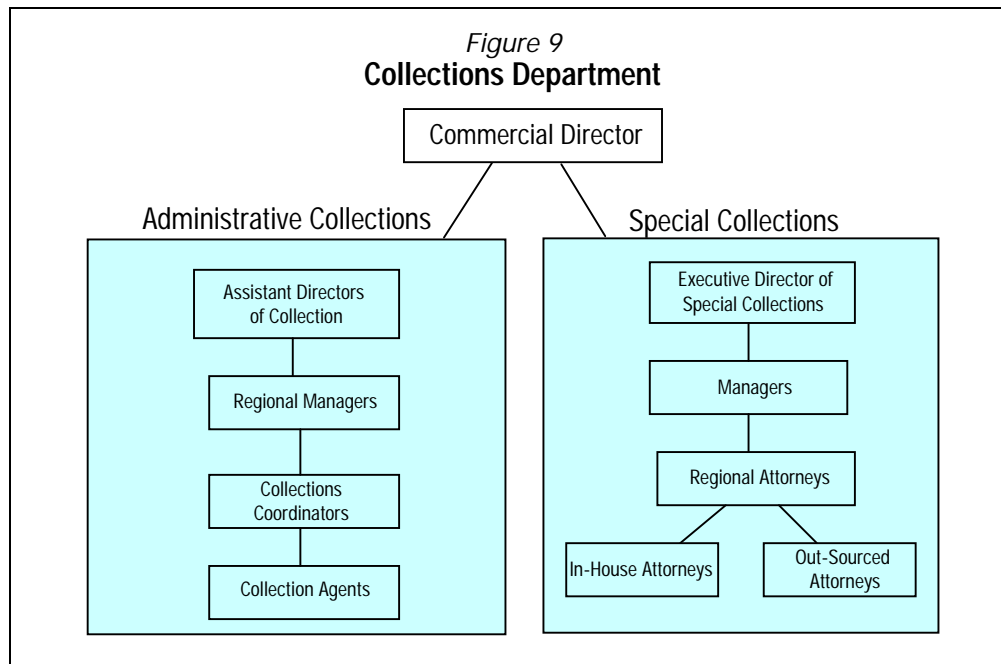 Figure 9
Collections Department
Commercial Director
Administrative Collections
Assistant Directors
of Collection
Regional Managers
Collections
Coordinators
Collection Agents
Special Collections
Executive Director of
Special Collections
Managers
Regional Attorneys
In-House Attorneys
Out-Sourced
Attorneys